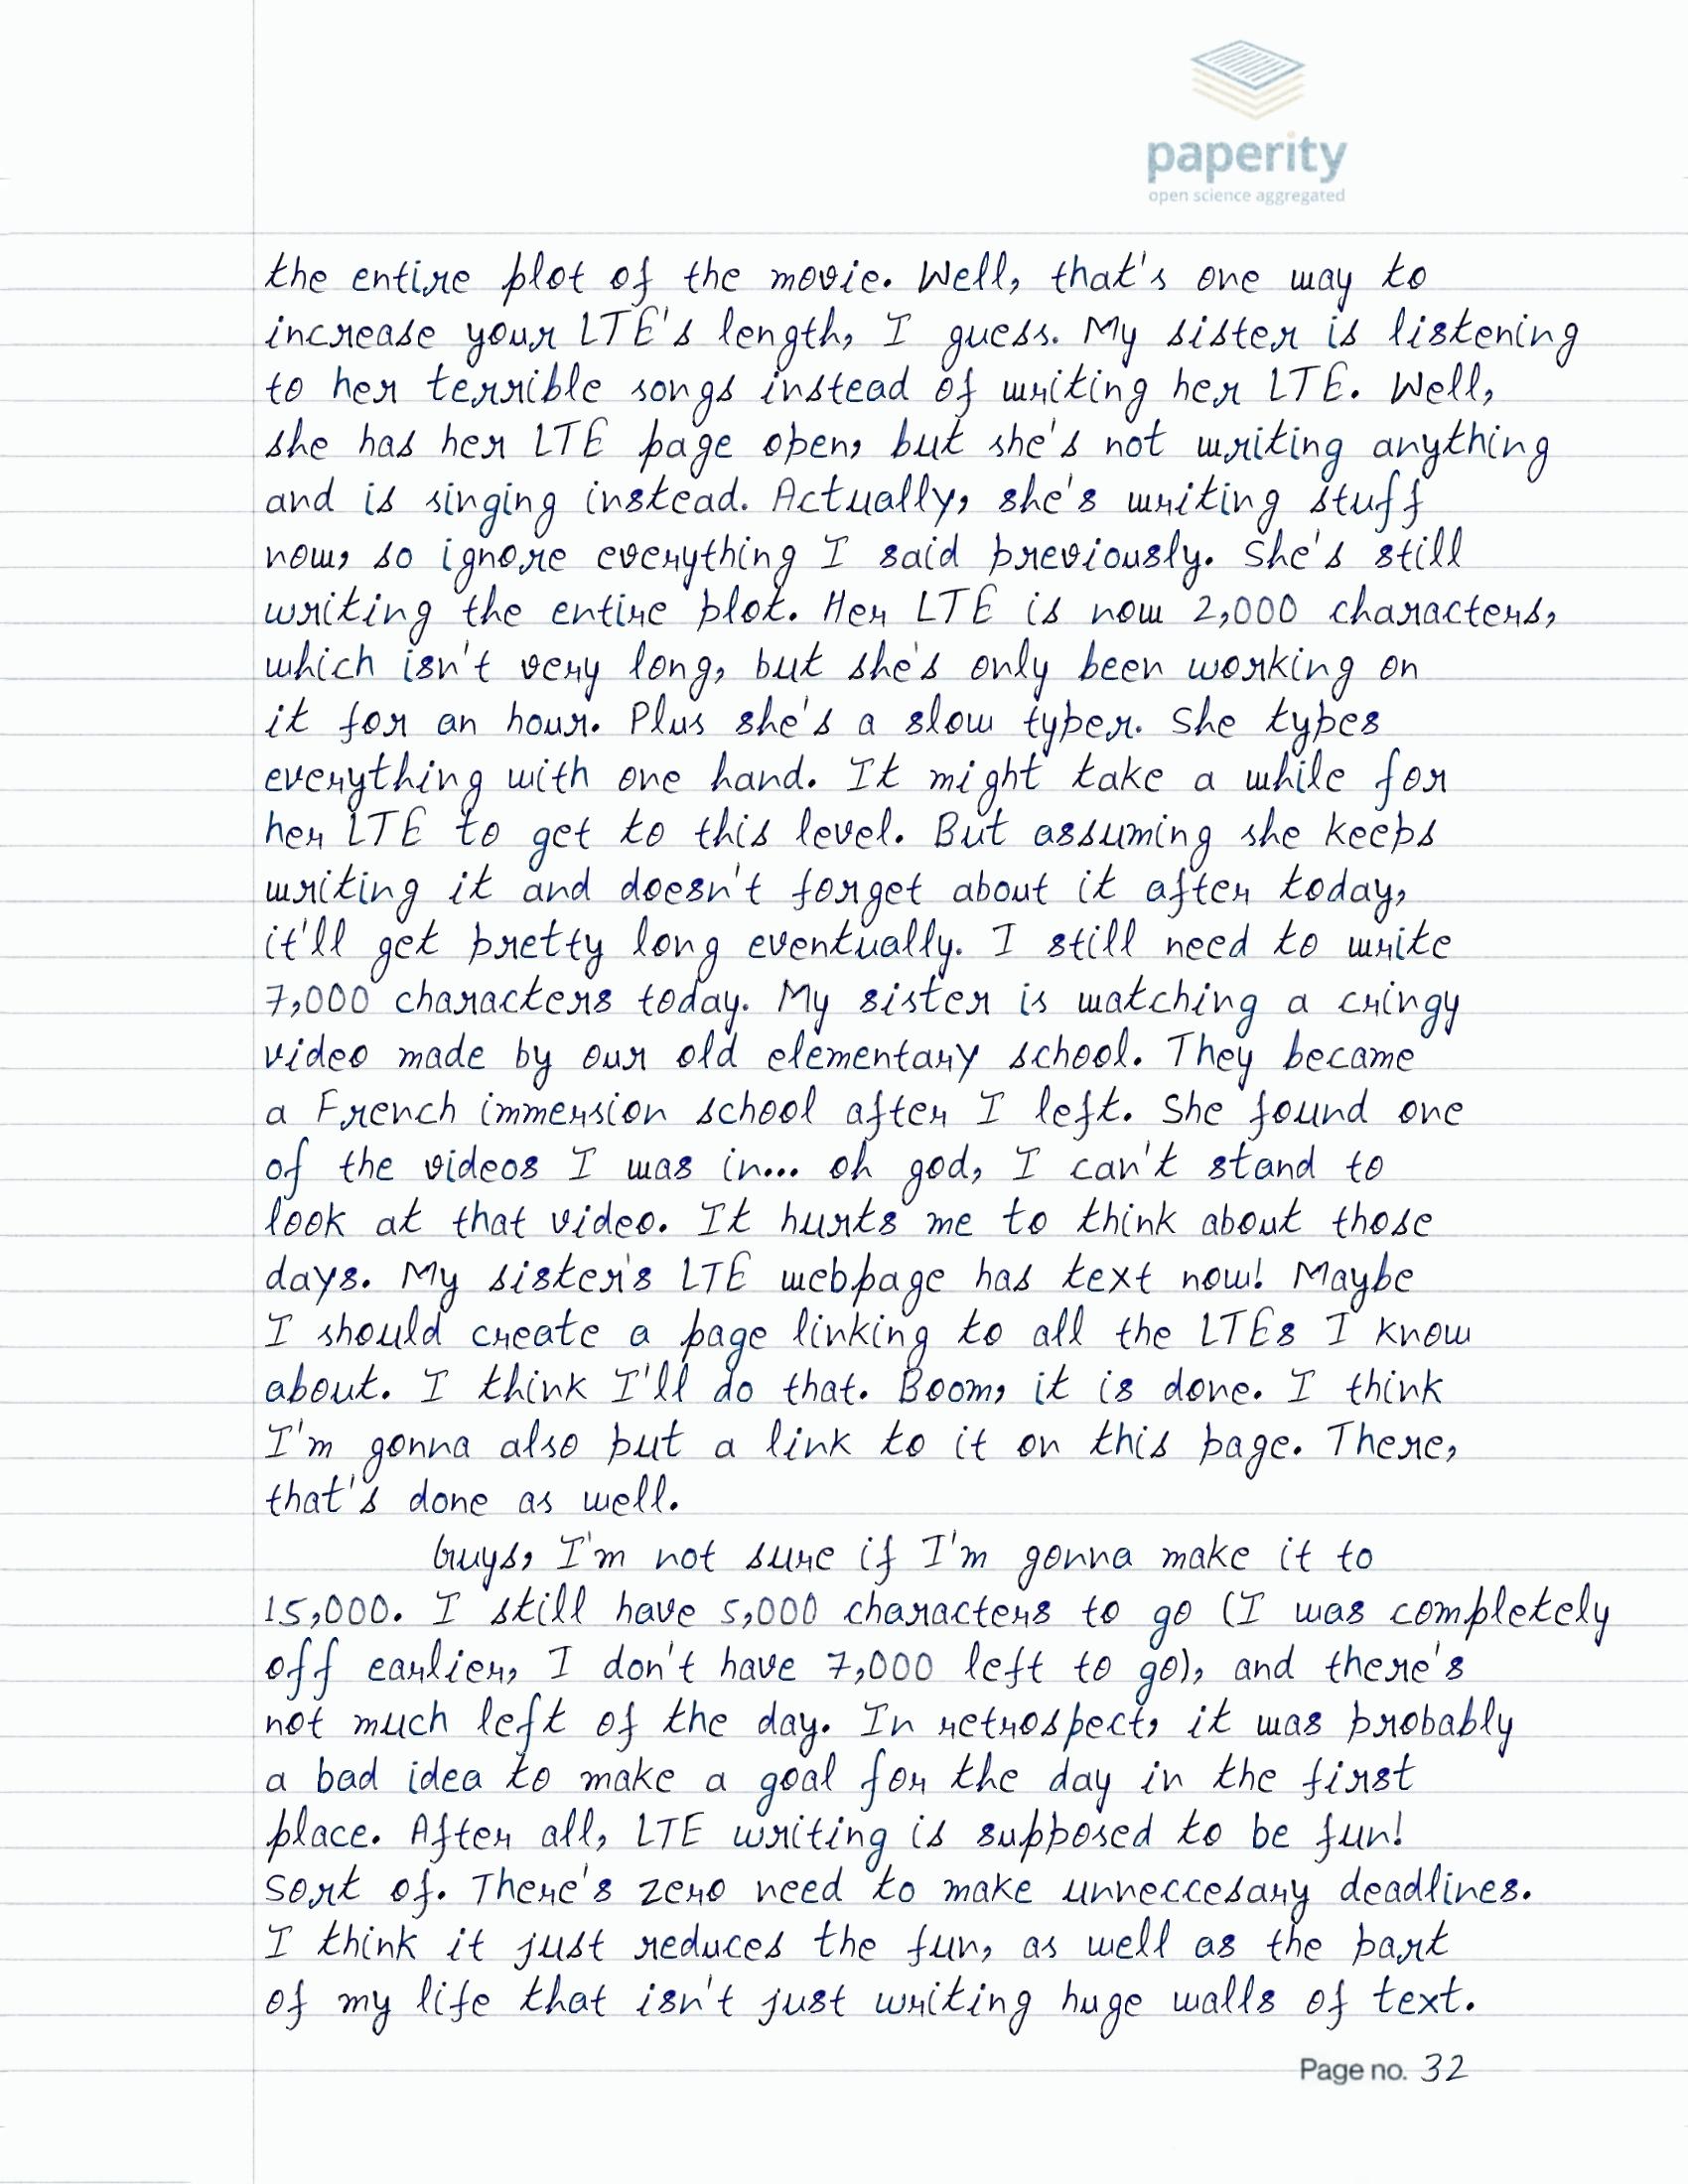 paperity
open science aggregated
the entire plot of the movie. Well, that's one way to
increase your LTE's length, I guess. My sister is listening
to her terrible songs instead of writing her LTE. Well,
she has her LTE page open, but she's not writing anything
and is singing instead. Actually, she's writing stuff
now, so ignore everything I said previously. She's still
writing the entire plot. Her LTE is now 2,000 characters,
which isn't very long, but she's only been working on
it for an hour. Plus she's a slow typer. She types
everything with one hand. It might take a while for
her LTE to get to this level. But assuming she keeps
writing it and doesn't forget about it after today,
it'll get pretty long eventually. I still need to write
7,000 characters today. My sister is watching a cringy
video made by our old elementary school. They became
a French immersion school after I left. She found one
of the videos I was in... oh god, I can't stand to
look at that video. It hurts me to think about those
days. My sister's LTE webpage has text now! Maybe
I should create a page linking to all the LTEs I know
about. I think I'll do that. Boom, it is done. I think
I'm gonna also put a link to it on this page. There,
that's done as well.
Guys, I'm not sure if I'm gonna make it to
15,000. I still have 5,000 characters to go (I was completely
off earlier, I don't have 7,000 left to go), and there's
not much left of the day. In retrospect, it was probably
a bad idea to make a goal for the day in the first
place. After all, LTE writing is supposed to be fun!
Sort of. There's zero need to make unneccesary deadlines.
I think it just reduces the fun, as well as the part
of my life that isn't just writing huge walls of text.
Page no. 32